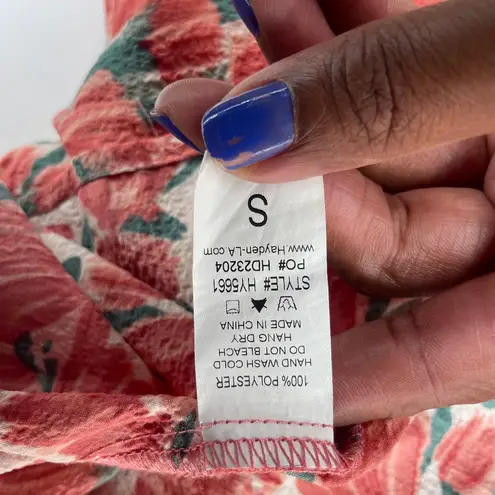 100% POLYESTER
HAND WASH COLD
DO NOT BLEACH
HANG DRY
MADE IN CHINA
STYLE# HY5661
PO# HD23204
www.Hayden-LA.com
S